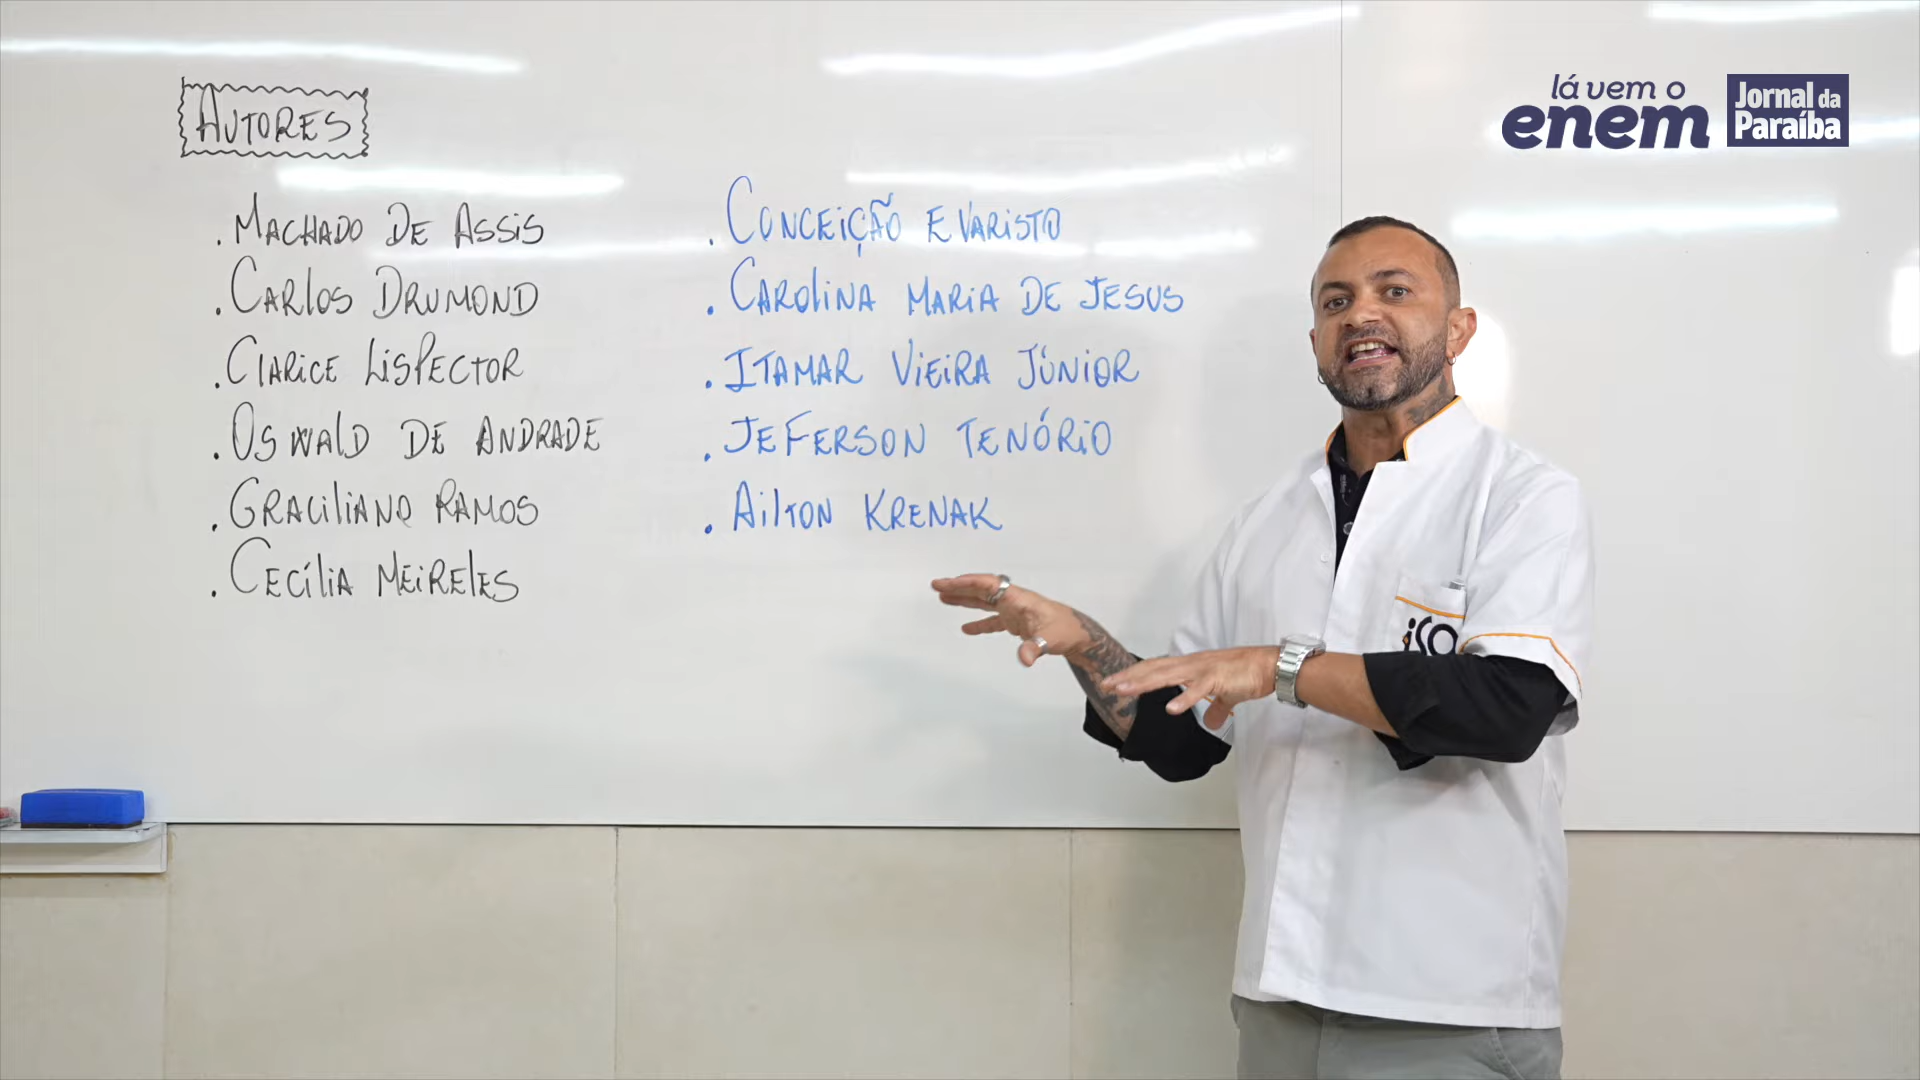 AUTORES
. MACHADO DE ASSIS
. CARLOS DRUMOND
. CLARICE LISPECTOR
. OSWALD DE ANDRADE
. GRACILIANO RAMOS
. CECÍLIA MEIRELES
. CONCEIÇÃO EVARISTO
. CAROLINA MARIA DE JESUS
. ITAMAR VIEIRA JÚNIOR
. JEFERSON TENÓRIO
. AILTON KRENAK
lá vem o
enem
Jornal da
Paraíba
iSO